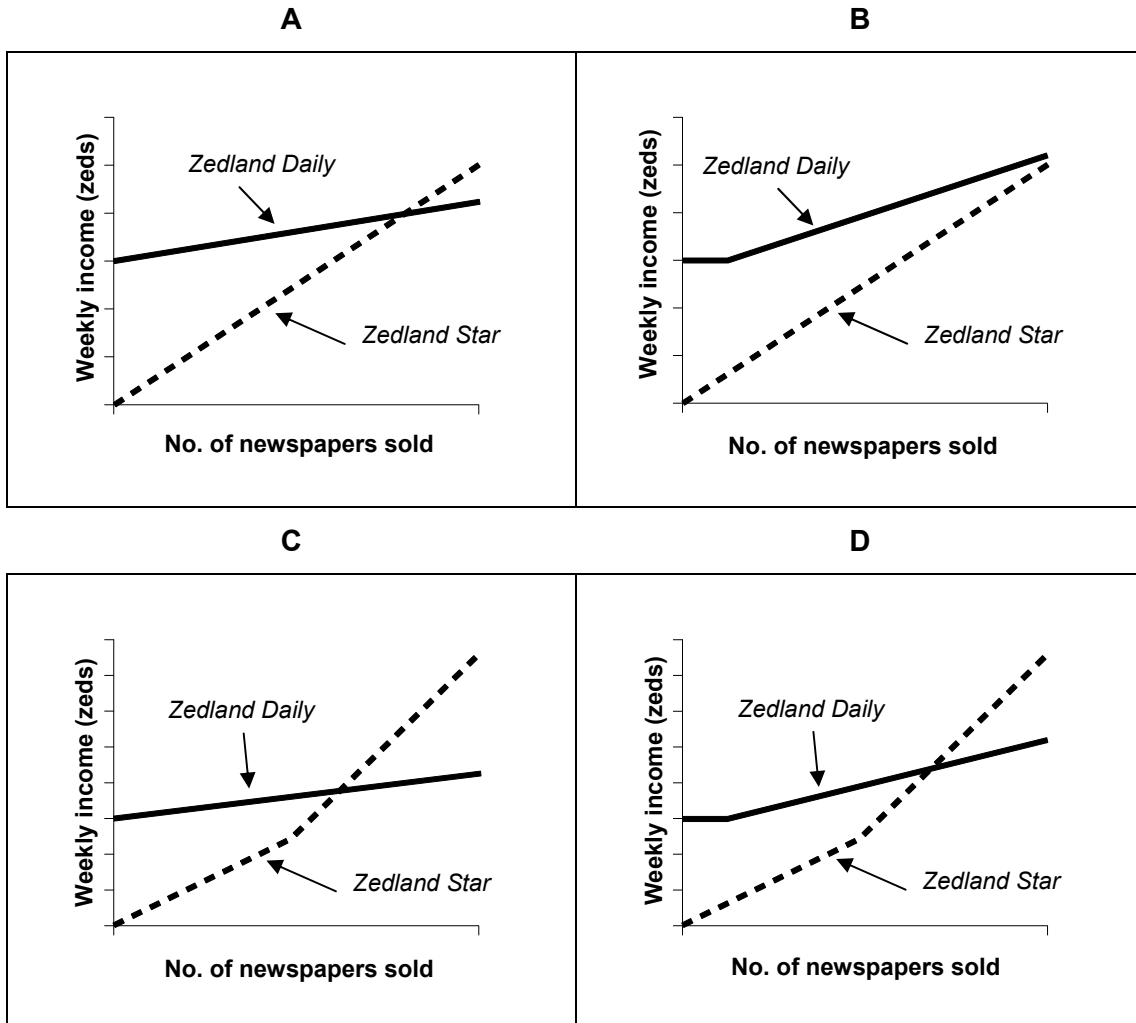 A
Weekly income (zeds)
Zedland Daily
Zedland Star
No. of newspapers sold
B
Weekly income (zeds)
Zedland Daily
Zedland Star
No. of newspapers sold
C
Weekly income (zeds)
Zedland Daily
Zedland Star
No. of newspapers sold
D
Weekly income (zeds)
Zedland Daily
Zedland Star
No. of newspapers sold